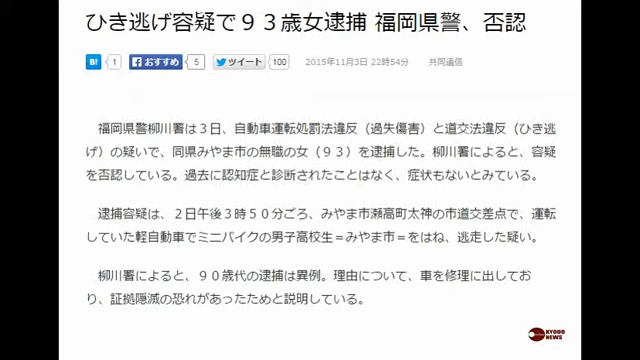 ひき逃げ容疑で９３歳女逮捕 福岡県警、否認
B! 1 おすすめ 5 ツイート 100 2015年11月3日 22時54分 共同通信
福岡県警柳川署は３日、自動車運転処罰法違反（過失傷害）と道交法違反（ひき逃
げ）の疑いで、同県みやま市の無職の女（９３）を逮捕した。柳川署によると、容疑
を否認している。過去に認知症と診断されたことはなく、症状もないとみている。
逮捕容疑は、２日午後３時５０分ごろ、みやま市瀬高町太神の市道交差点で、運転
していた軽自動車でミニバイクの男子高校生＝みやま市＝をはね、逃走した疑い。
柳川署によると、９０歳代の逮捕は異例。理由について、車を修理に出してお
り、証拠隠滅の恐れがあったためと説明している。
KYODO
NEWS